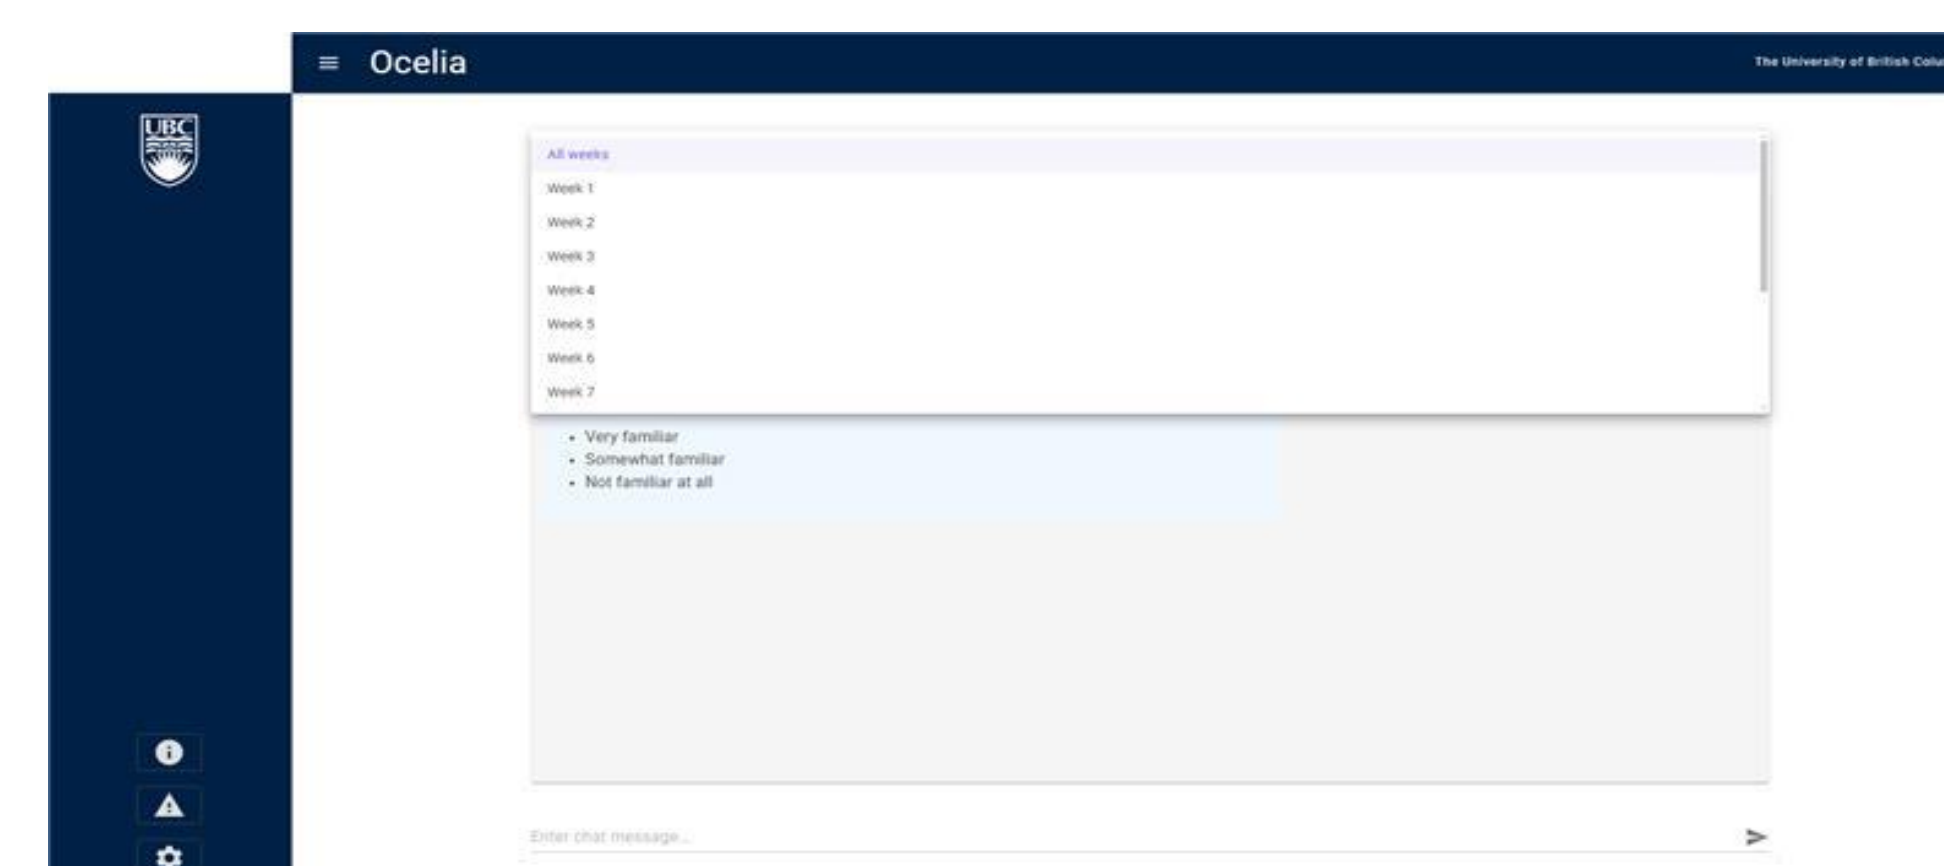 Ocelia
The University of British
UBC
All weeks
Week 1
Week 2
Week 3
Week 4
Week 5
Week 6
Week 7
• Very familiar
• Somewhat familiar
• Not familiar at all
Enter chat message...